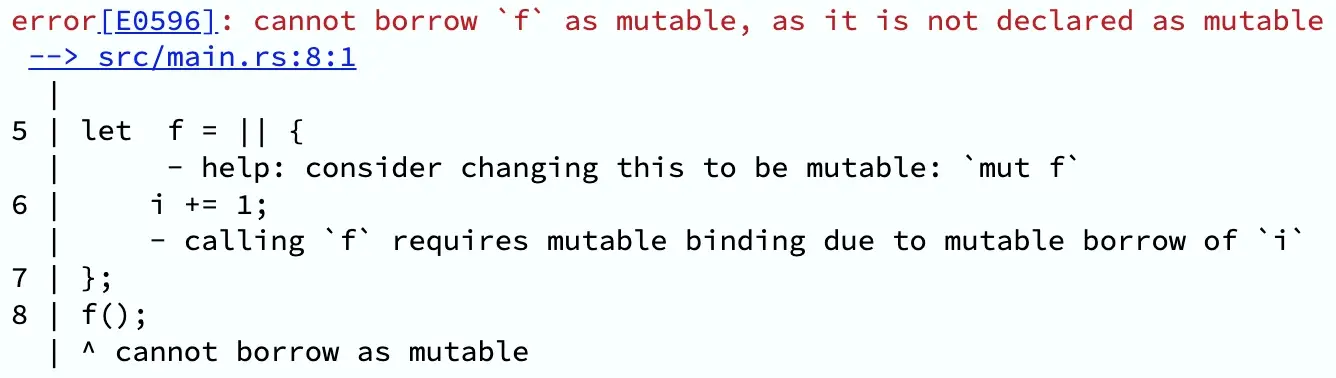 error[E0596]: cannot borrow `f` as mutable, as it is not declared as mutable
 --> src/main.rs:8:1
  |
5 | let  f = || {
  |      - help: consider changing this to be mutable: `mut f`
6 |     i += 1;
  |     - calling `f` requires mutable binding due to mutable borrow of `i`
7 | };
8 | f();
  | ^ cannot borrow as mutable